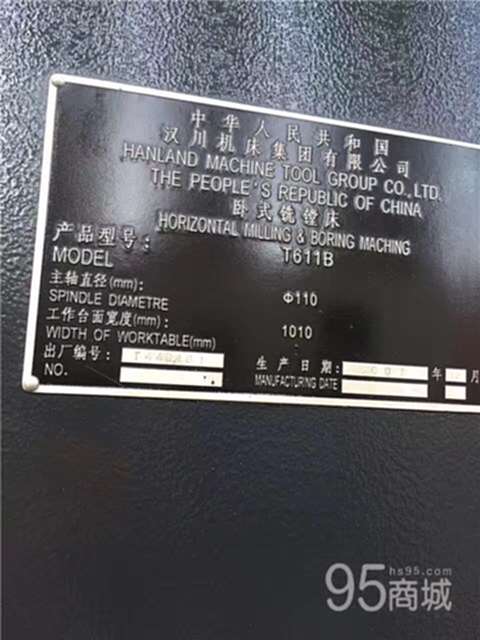 中华人民共和国
汉川机床集团有限公司
HANLAND MACHINE TOOL GROUP CO.,LTD.
THE PEOPLE'S REPUBLIC OF CHINA
卧式铣镗床
HORIZONTAL MILLING & BORING MACHING
产品型号: T611B
MODEL
主轴直径(mm): Φ110
SPINDLE DIAMETRE
工作台面宽度(mm): 1010
WIDTH OF WORKTABLE(mm)
出厂编号: 生产日期: 年 月
NO. MANUFACTURING DATE
hs95.com
95商城